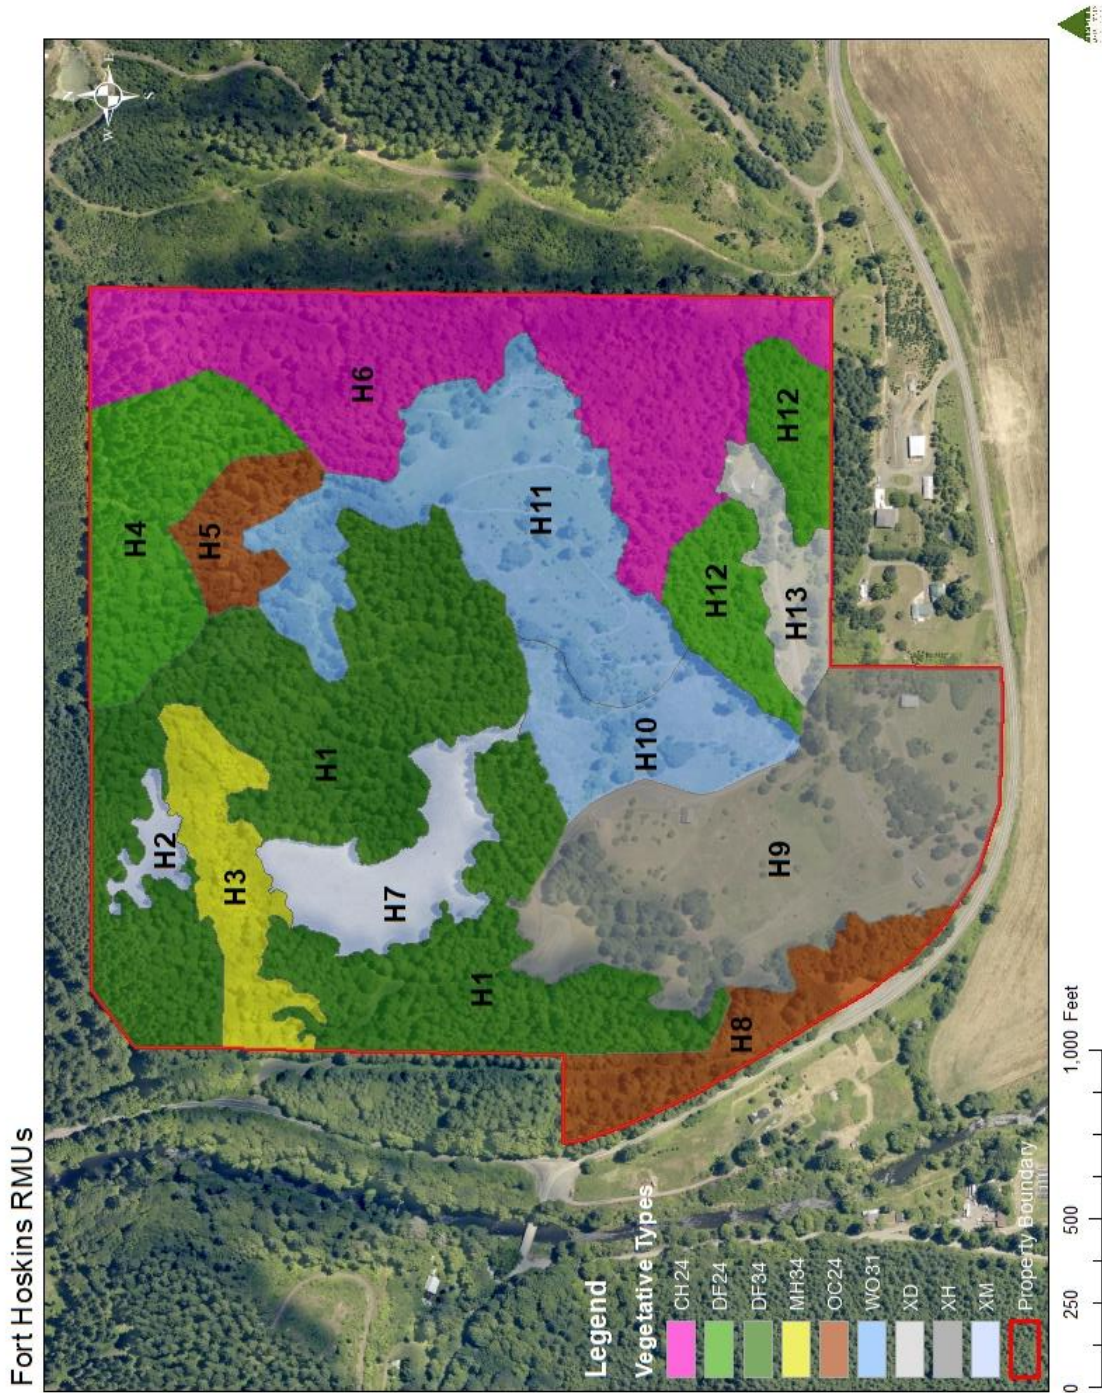 Fort Hoskins RMUs
N
W
E
S
H1
H2
H3
H4
H5
H6
H7
H1
H8
H9
H10
H11
H12
H12
H13
Legend
Vegetative Types
CH24
DF24
DF34
MH34
OC24
WO31
XD
XH
XM
Property Boundary
0 250 500 1,000 Feet